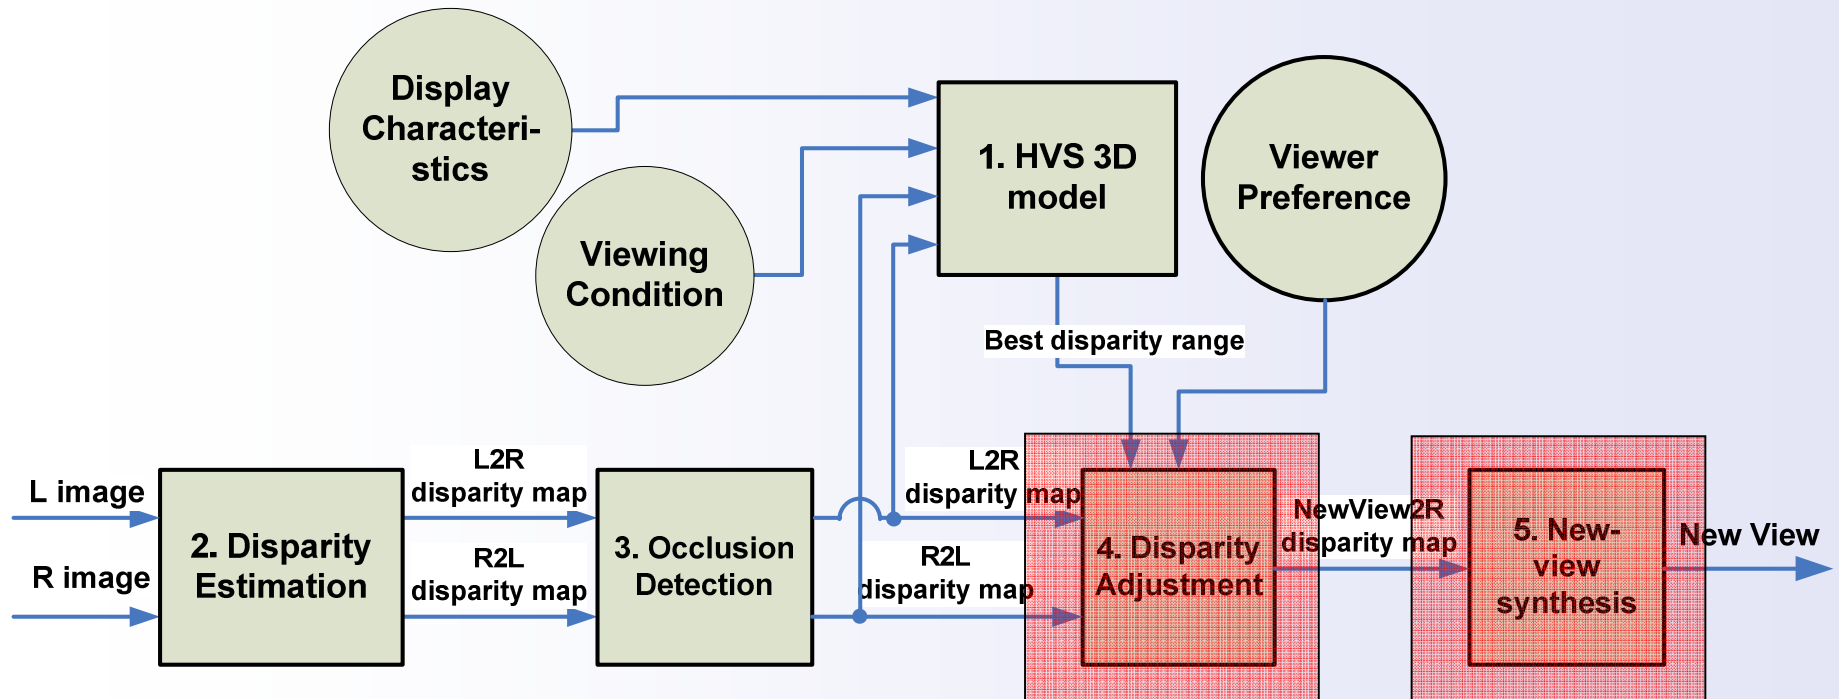 Display
Characteri-
stics
Viewing
Condition
1. HVS 3D
model
Viewer
Preference
Best disparity range
L image
R image
2. Disparity
Estimation
L2R
disparity map
R2L
disparity map
3. Occlusion
Detection
L2R
disparity map
R2L
disparity map
4. Disparity
Adjustment
NewView2R
disparity map
5. New-
view
synthesis
New View